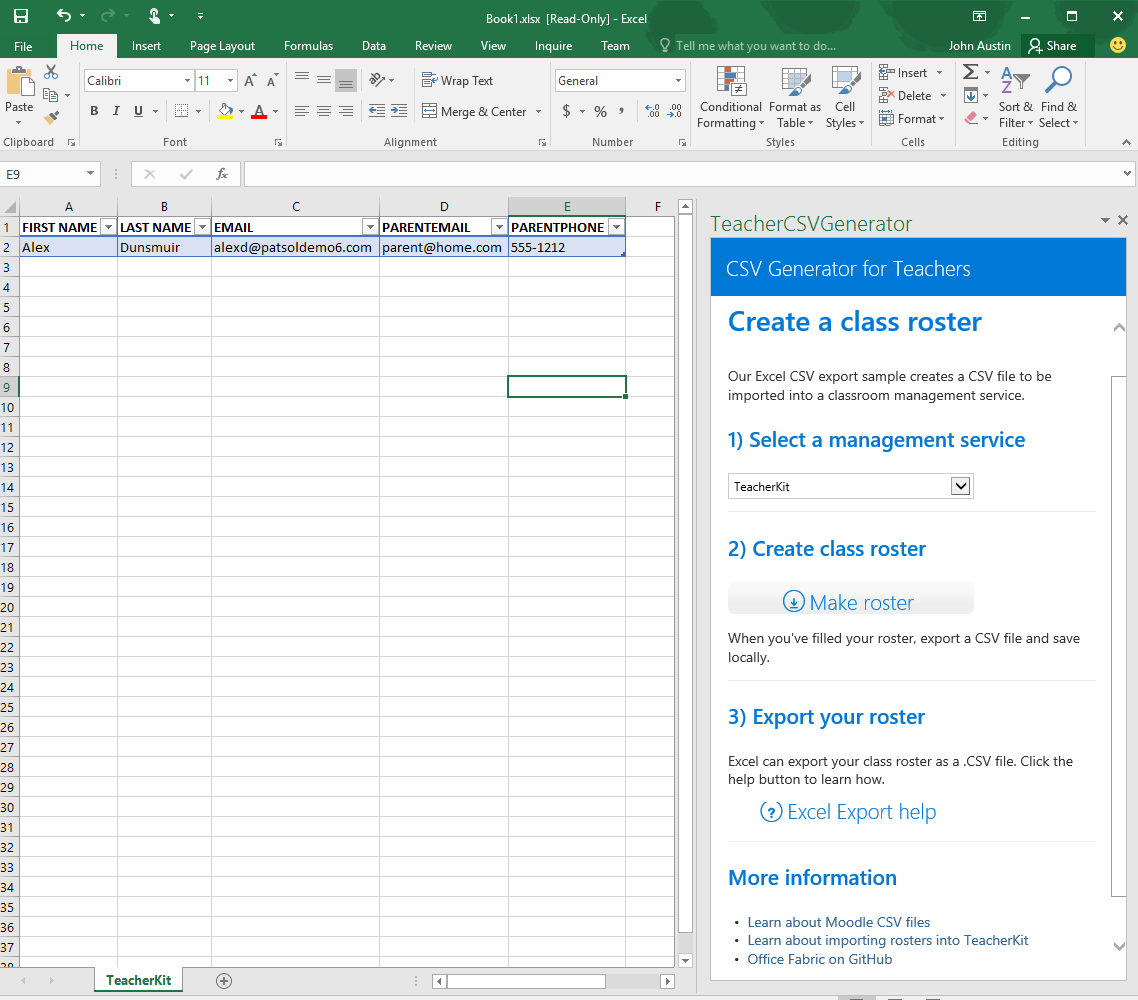 Book1.xlsx [Read-Only] - Excel
File Home Insert Page Layout Formulas Data Review View Inquire Team Tell me what you want to do... John Austin Share
Calibri 11 Wrap Text General Insert
Paste B I U Merge & Center $ % , Conditional Formatting Format as Table Cell Styles Delete Sort & Filter Find & Select
Format
Clipboard Font Alignment Number Styles Cells Editing
E9 fx
A B C D E F
1 FIRST NAME LAST NAME EMAIL PARENTEMAIL PARENTPHONE
2 Alex Dunsmuir alexd@patsoldemo6.com parent@home.com 555-1212
3
4
5
6
7
8
9
10
11
12
13
14
15
16
17
18
19
20
21
22
23
24
25
26
27
28
29
30
31
32
33
34
35
36
37
38
TeacherKit
TeacherCSVGenerator
CSV Generator for Teachers
Create a class roster
Our Excel CSV export sample creates a CSV file to be
imported into a classroom management service.
1) Select a management service
TeacherKit
2) Create class roster
Make roster
When you've filled your roster, export a CSV file and save
locally.
3) Export your roster
Excel can export your class roster as a .CSV file. Click the
help button to learn how.
? Excel Export help
More information
• Learn about Moodle CSV files
• Learn about importing rosters into TeacherKit
• Office Fabric on GitHub